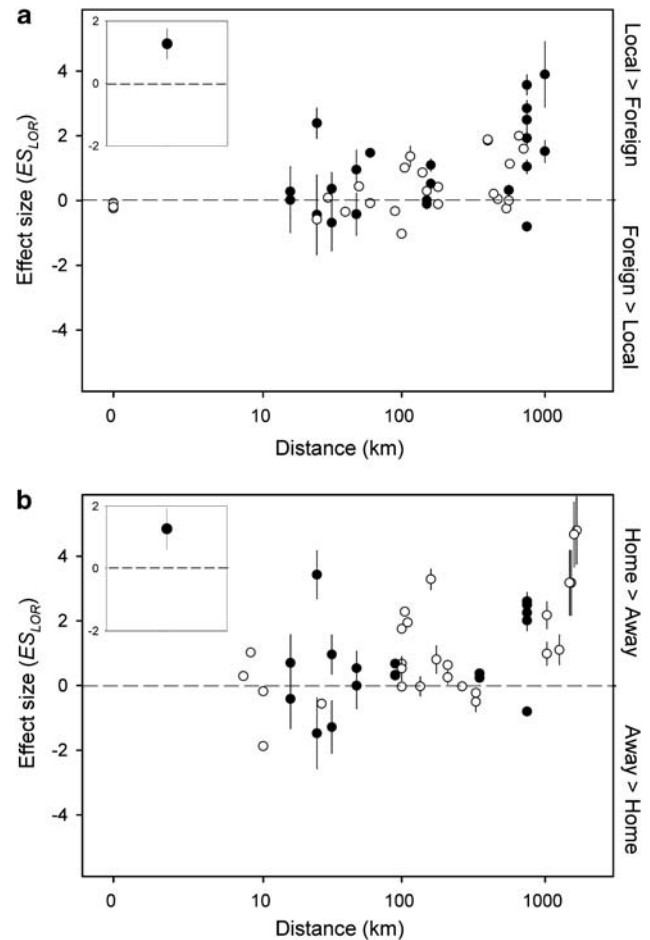 a
2
0
-2
4
2
0
-2
-4
Effect size (ES_LOR)
Local > Foreign
Foreign > Local
0
10
100
1000
Distance (km)
b
2
0
-2
4
2
0
-2
-4
Effect size (ES_LOR)
Home > Away
Away > Home
0
10
100
1000
Distance (km)